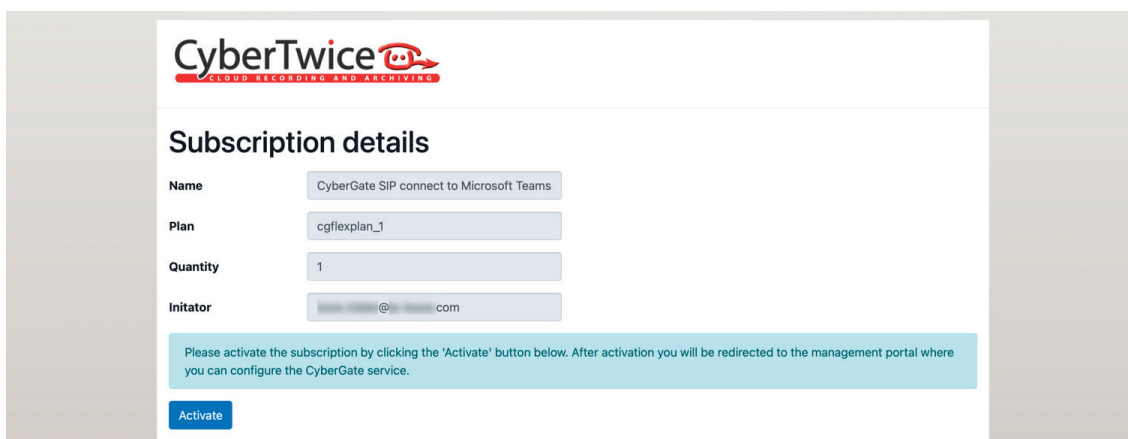 CyberTwice
CLOUD RECORDING AND ARCHIVING
Subscription details
Name CyberGate SIP connect to Microsoft Teams
Plan cgflexplan_1
Quantity 1
Initator @ com
Please activate the subscription by clicking the 'Activate' button below. After activation you will be redirected to the management portal where
you can configure the CyberGate service.
Activate